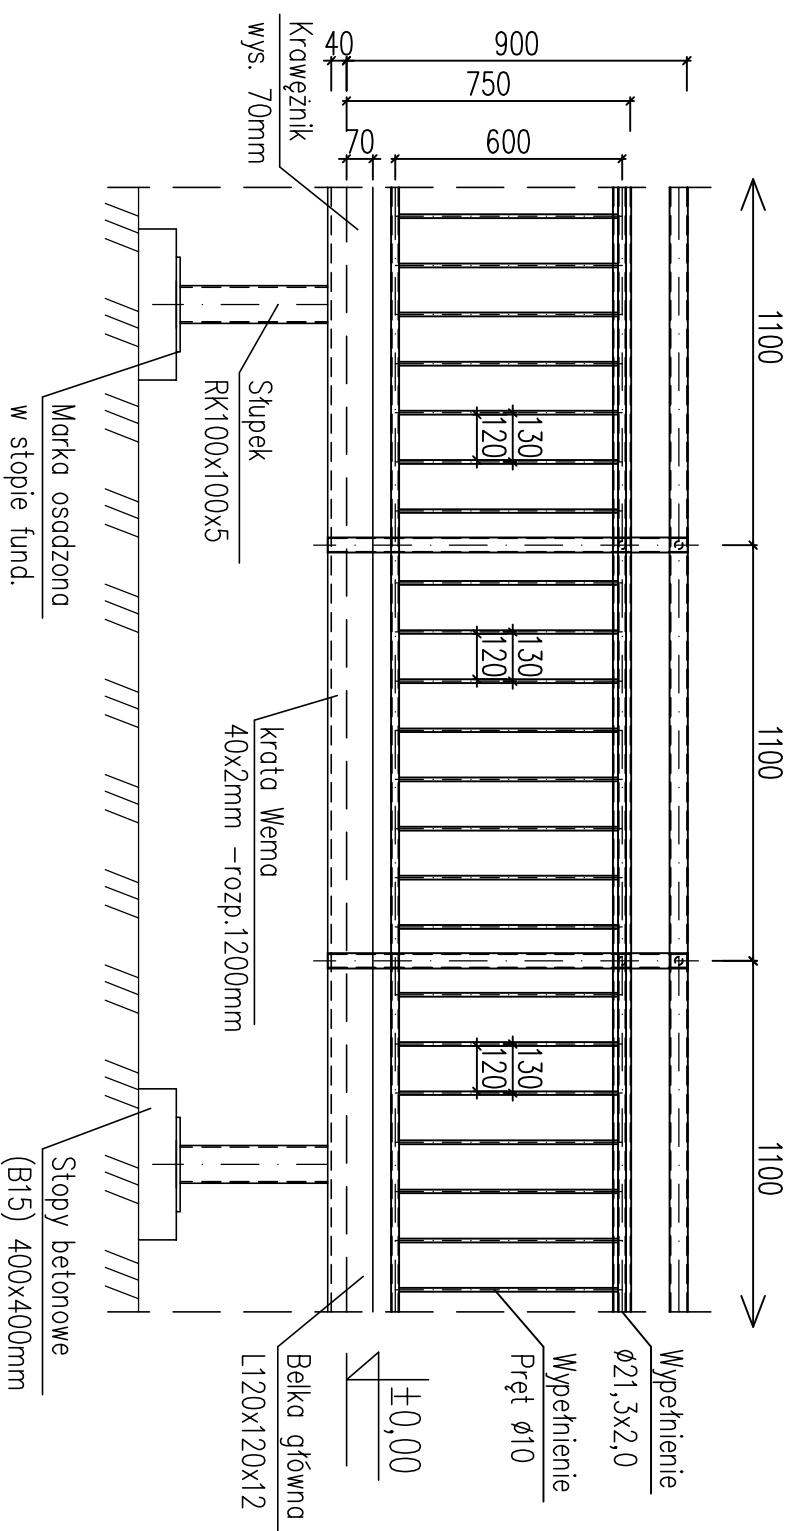 1100
1100
1100
900
40
750
600
70
Krawężnik
wys. 70mm
Słupek
RK100x100x5
Marka osadzona
w stopie fund.
130
120
130
120
130
120
krata Wema
40x2mm -rozp.1200mm
Wypełnienie
ø21,3x2,0
Wypełnienie
Pręt ø10
±0,00
Belka główna
L120x120x12
Stopy betonowe
(B15) 400x400mm